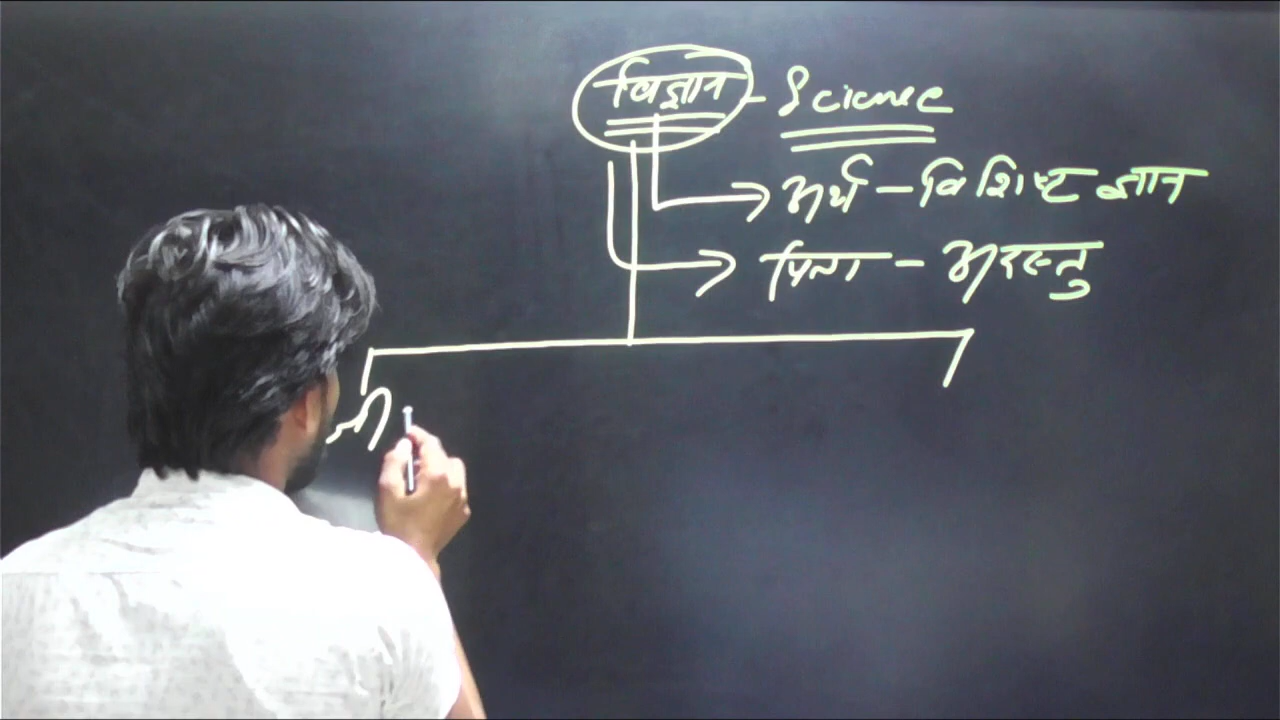 विज्ञान - Science
अर्थ - विशिष्ट ज्ञान
पिता - अरस्तु